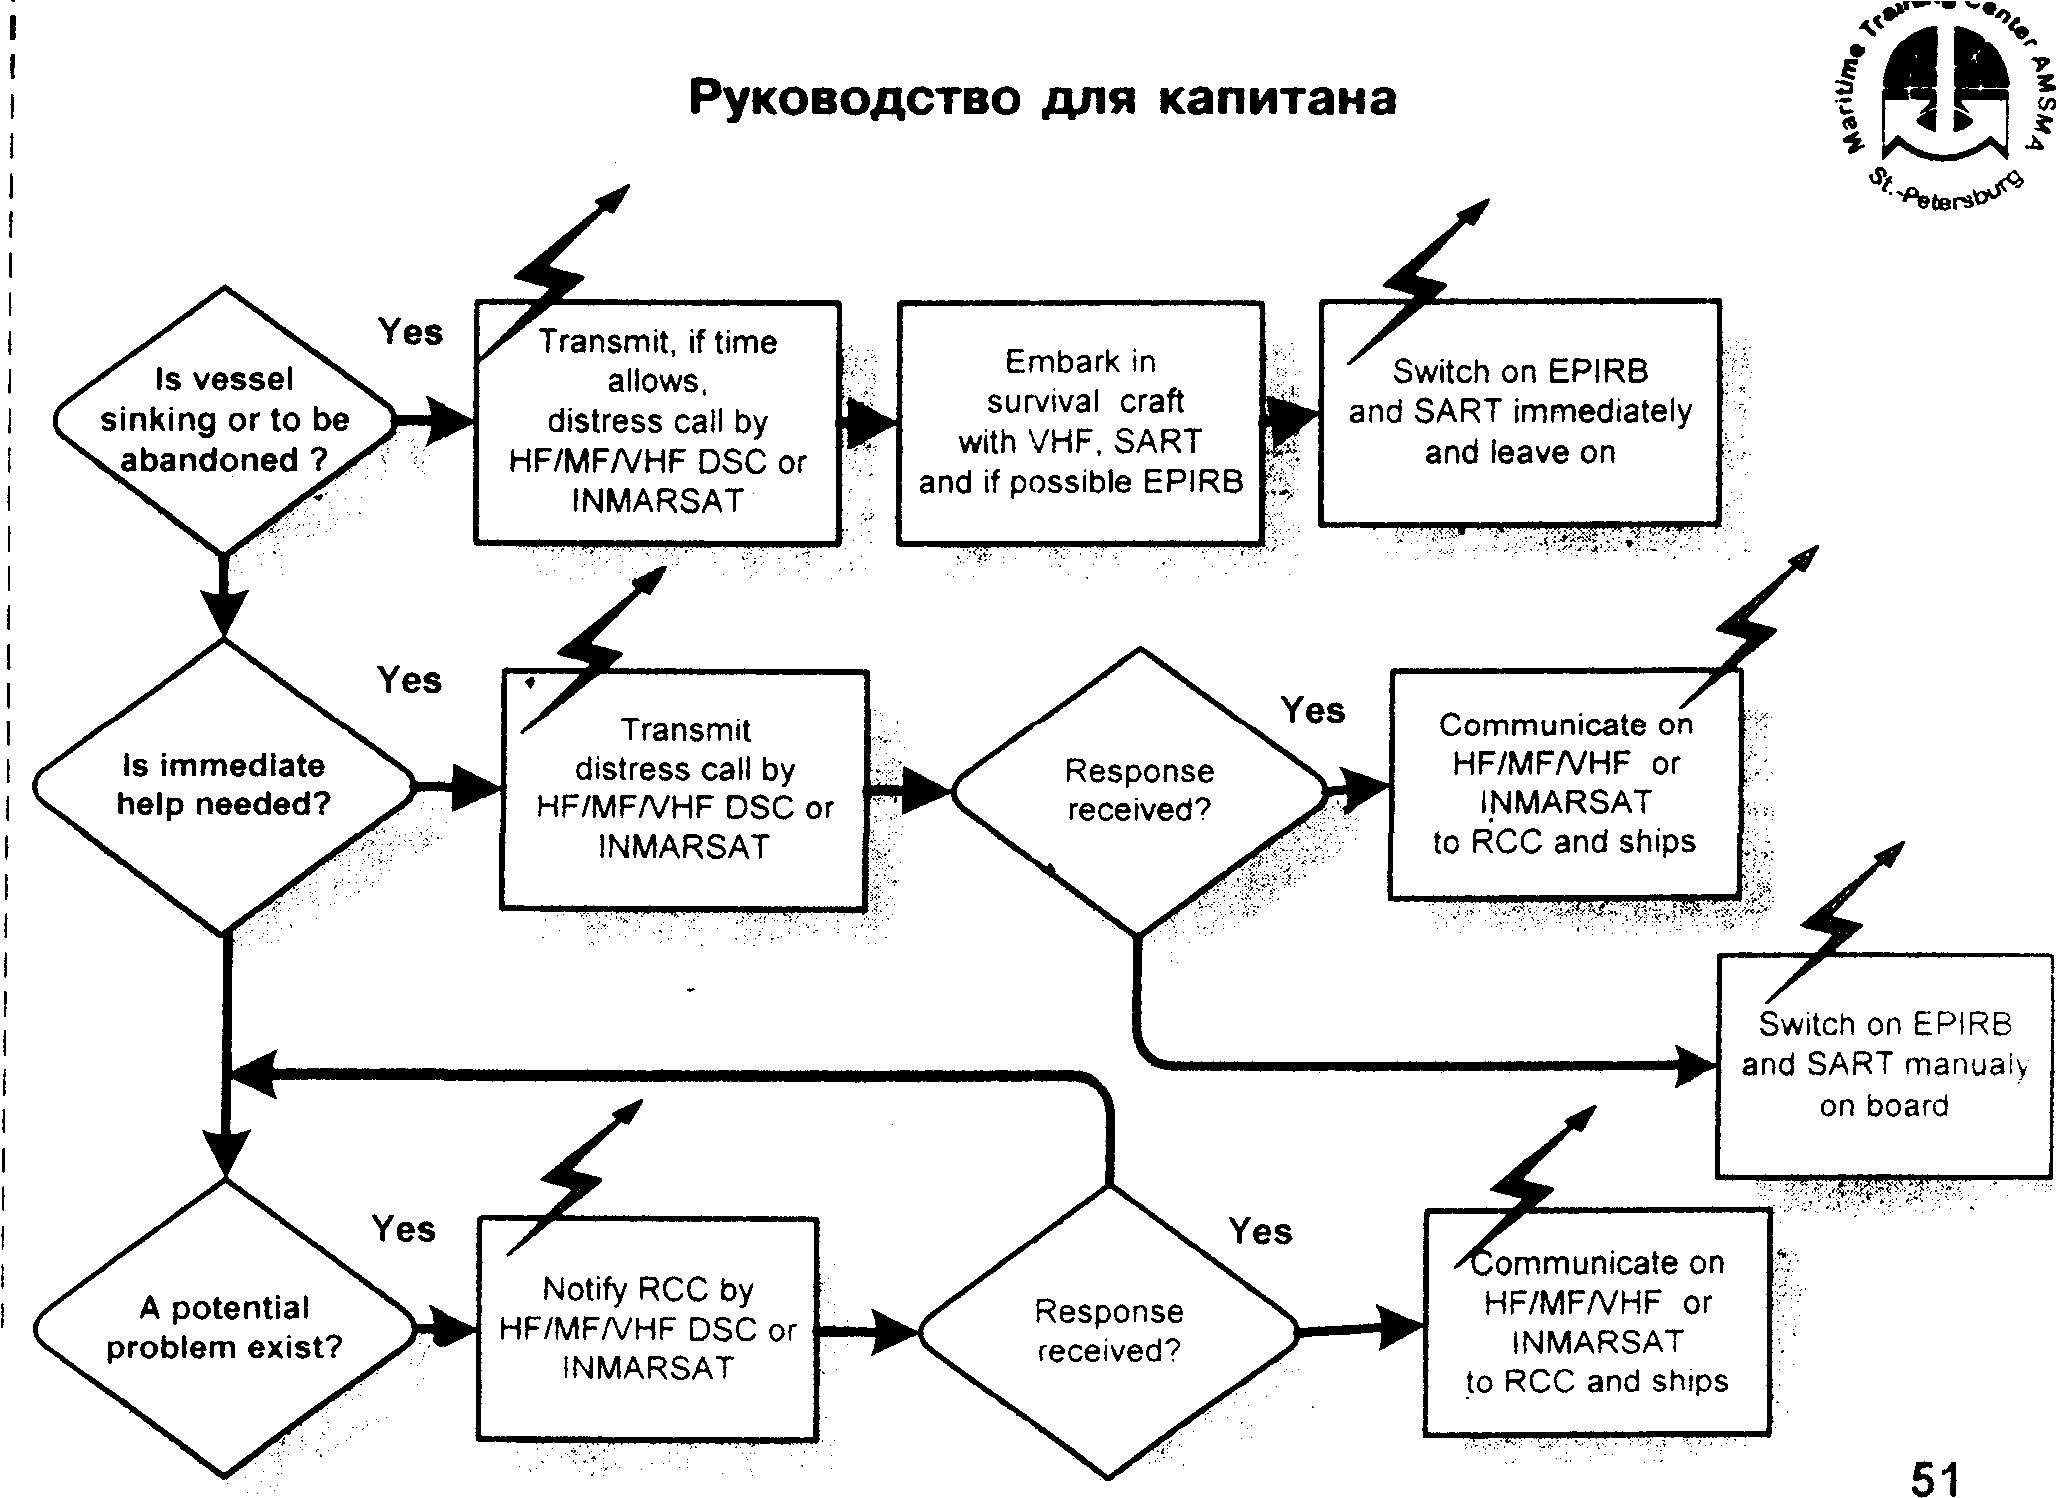 Maritime Training Center AMSMA
St.-Petersburg
Руководство для капитана
Is vessel
sinking or to be
abandoned ?
Yes
Transmit, if time
allows,
distress call by
HF/MF/VHF DSC or
INMARSAT
Embark in
survival craft
with VHF, SART
and if possible EPIRB
Switch on EPIRB
and SART immediately
and leave on
Is immediate
help needed?
Yes
Transmit
distress call by
HF/MF/VHF DSC or
INMARSAT
Response
received?
Yes
Communicate on
HF/MF/VHF or
INMARSAT
to RCC and ships
Switch on EPIRB
and SART manualy
on board
A potential
problem exist?
Yes
Notify RCC by
HF/MF/VHF DSC or
INMARSAT
Response
received?
Yes
Communicate on
HF/MF/VHF or
INMARSAT
to RCC and ships
51